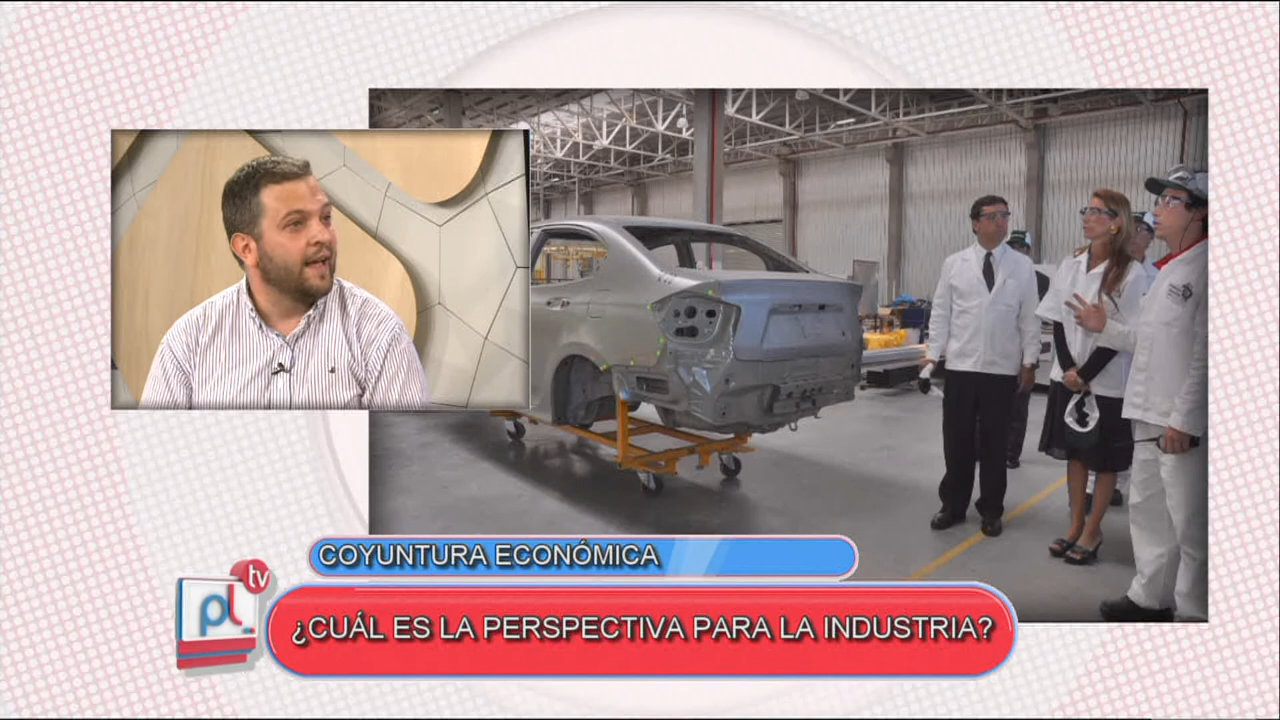 COYUNTURA ECONÓMICA
tv
pl
¿CUÁL ES LA PERSPECTIVA PARA LA INDUSTRIA?